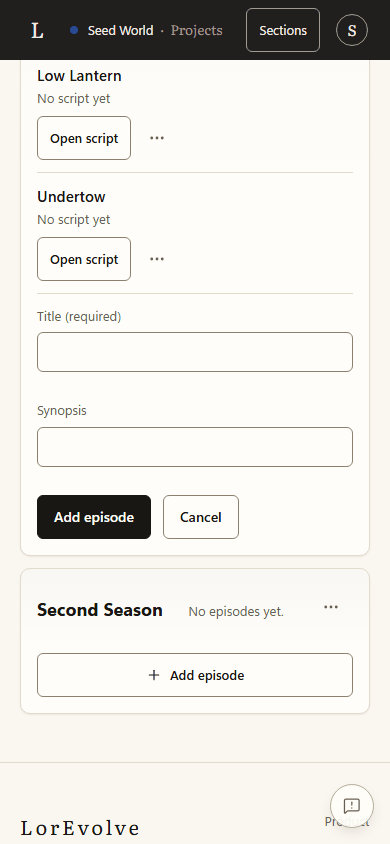 L Seed World · Projects Sections S
Low Lantern
No script yet
Open script ...
Undertow
No script yet
Open script ...
Title (required)
Synopsis
Add episode Cancel
Second Season No episodes yet. ...
+ Add episode
LorEvolve